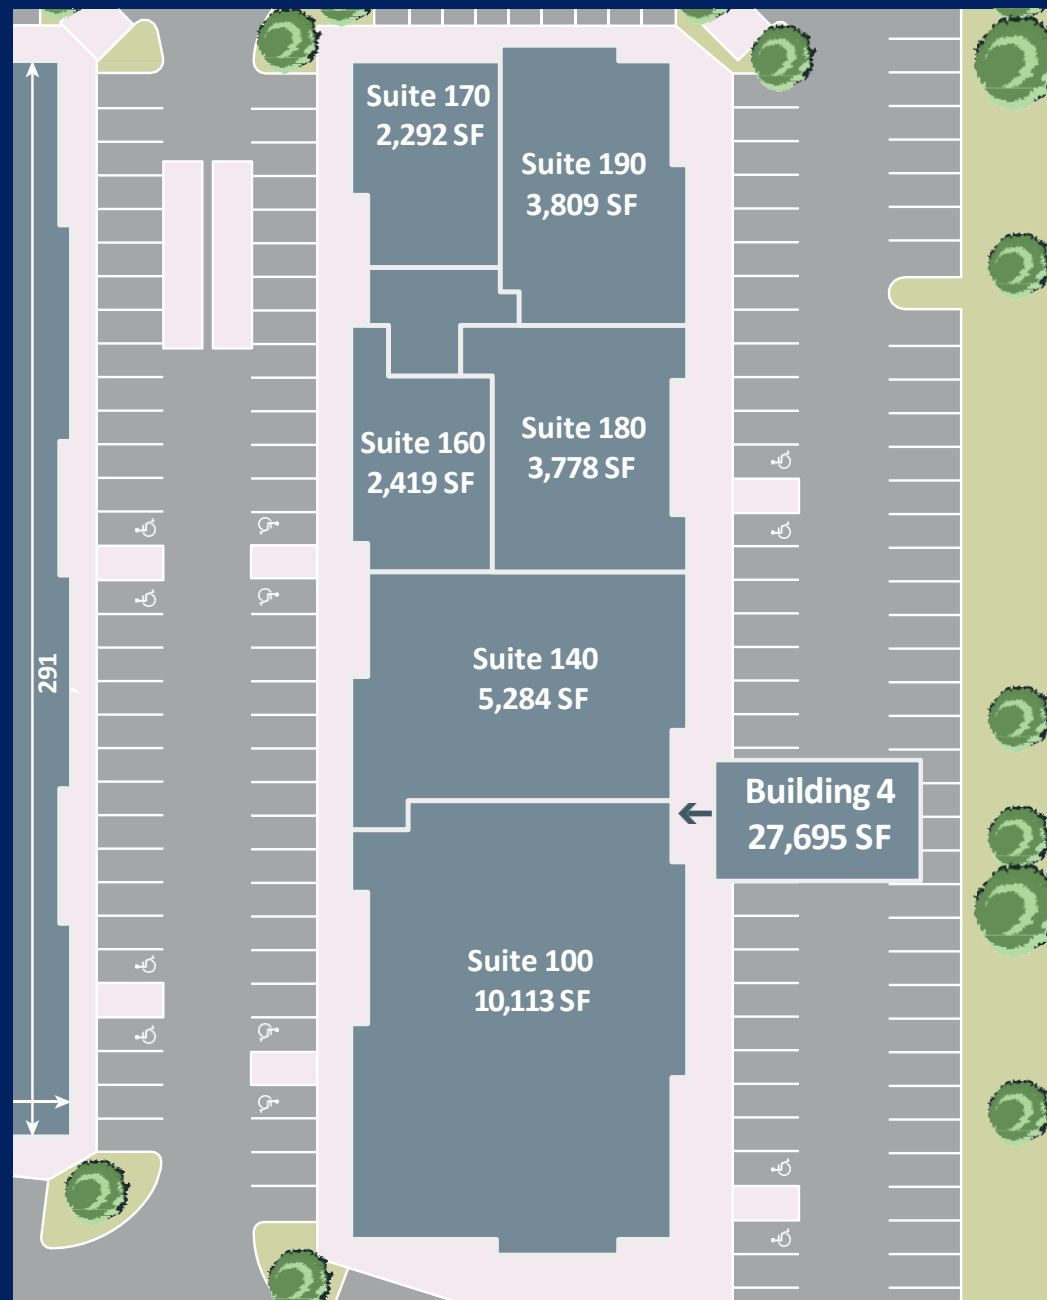 Suite 170
2,292 SF
Suite 190
3,809 SF
Suite 160
2,419 SF
Suite 180
3,778 SF
291
Suite 140
5,284 SF
Building 4
27,695 SF
Suite 100
10,113 SF